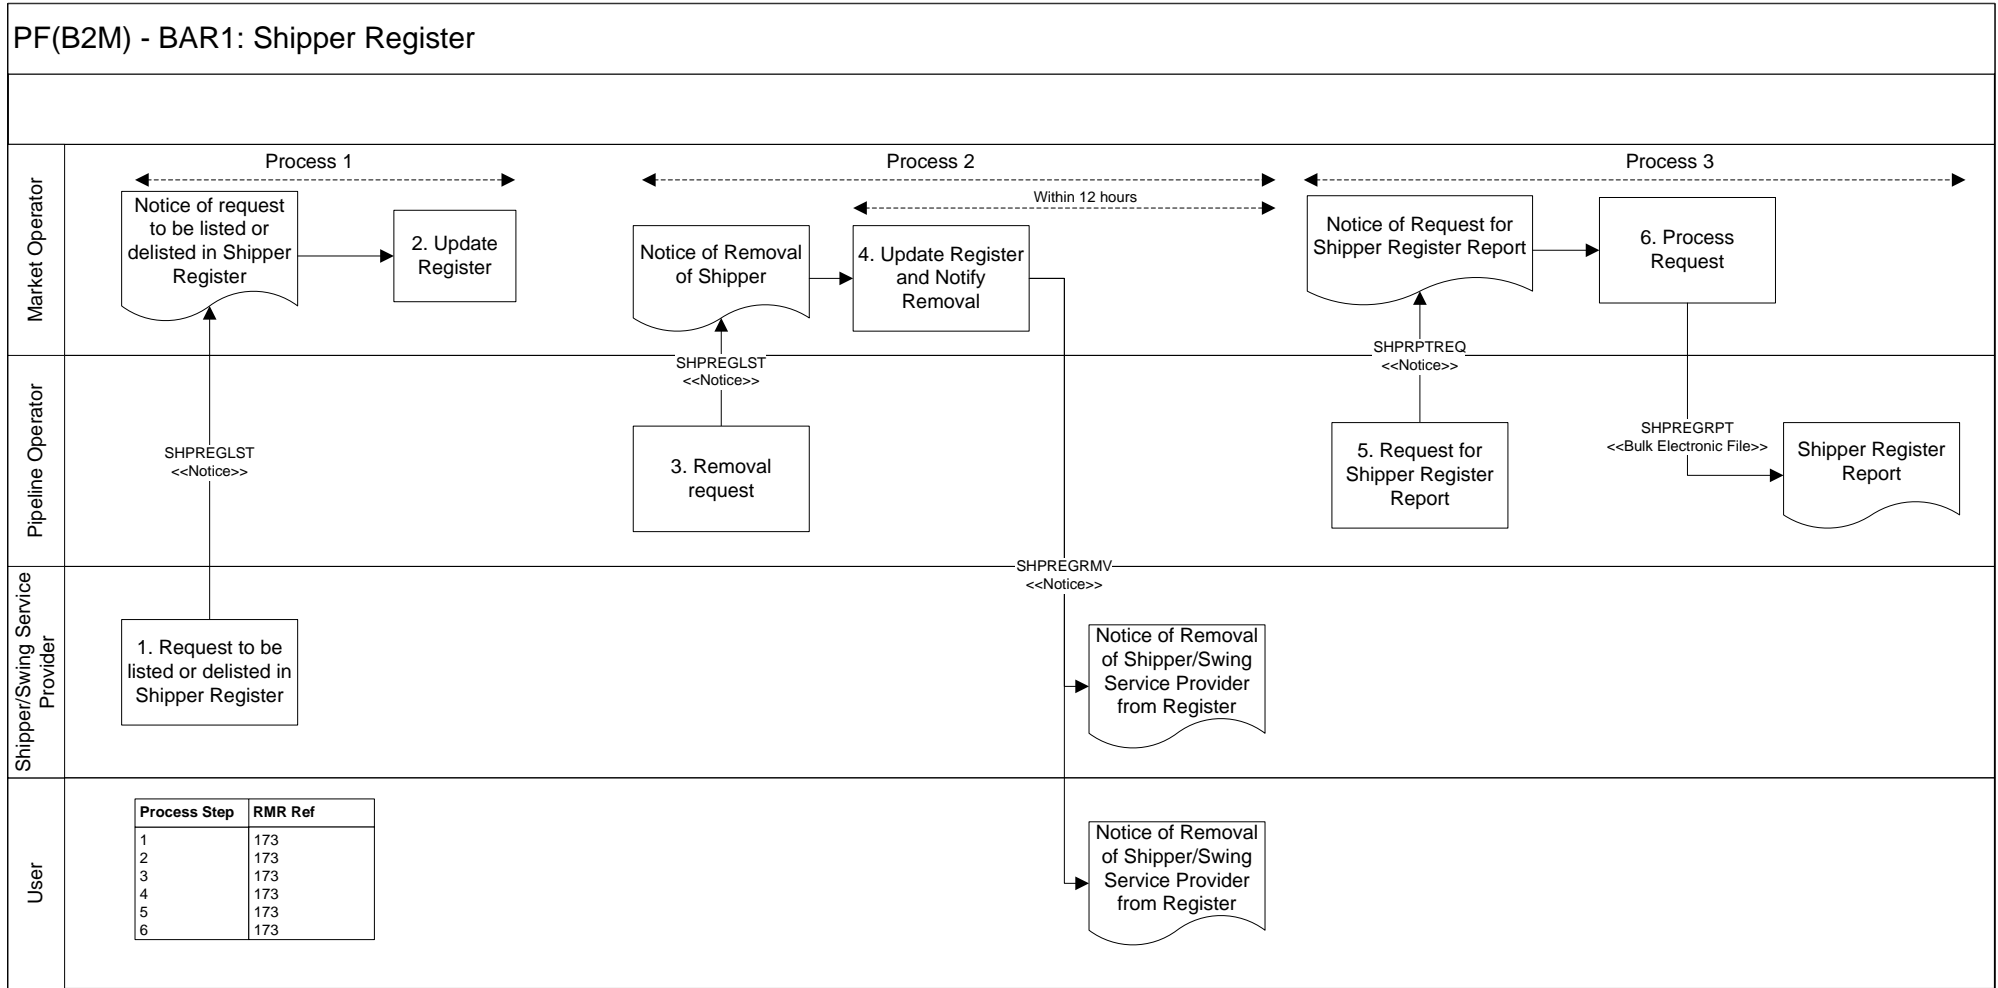 PF(B2M) - BAR1: Shipper Register
Market Operator
Process 1
Notice of request
to be listed or
delisted in Shipper
Register
2. Update
Register
Process 2
Within 12 hours
Notice of Removal
of Shipper
4. Update Register
and Notify
Removal
Process 3
Notice of Request for
Shipper Register Report
6. Process
Request
Pipeline Operator
SHPREGLST
<<Notice>>
SHPREGLST
<<Notice>>
3. Removal
request
SHPRPTREQ
<<Notice>>
5. Request for
Shipper Register
Report
SHPREGRPT
<<Bulk Electronic File>>
Shipper Register
Report
Shipper/Swing Service
Provider
1. Request to be
listed or delisted in
Shipper Register
SHPREGRMV
<<Notice>>
Notice of Removal
of Shipper/Swing
Service Provider
from Register
User
Process Step RMR Ref
1 173
2 173
3 173
4 173
5 173
6 173
Notice of Removal
of Shipper/Swing
Service Provider
from Register